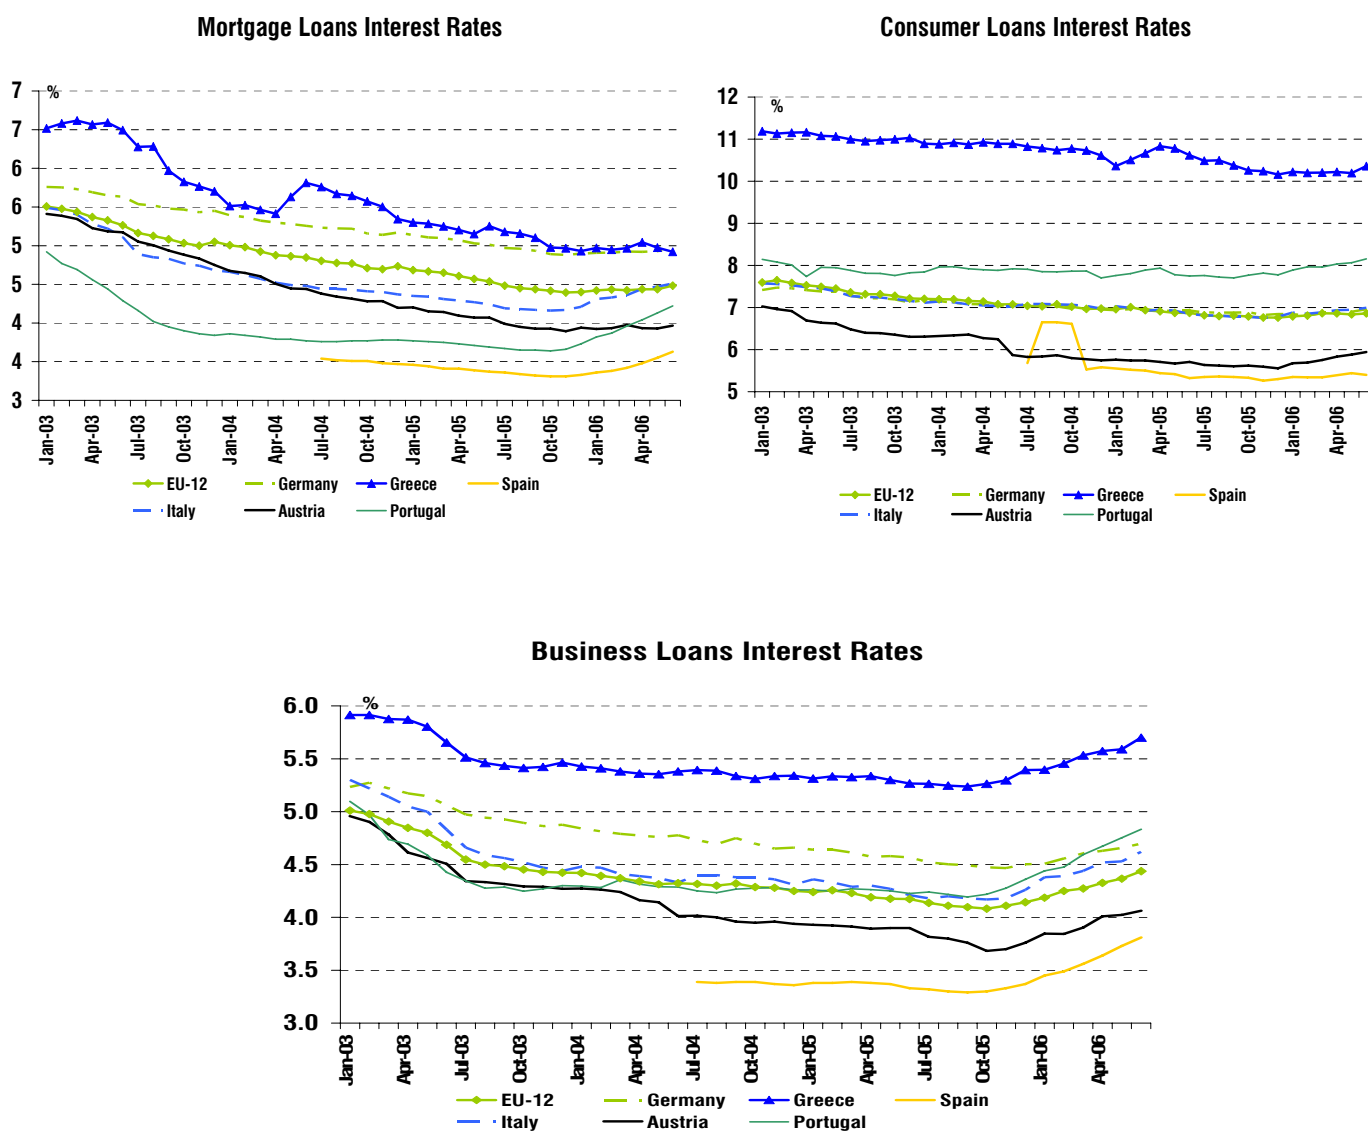 Mortgage Loans Interest Rates
%
7
7
6
6
5
5
4
4
3
Jan-03 Apr-03 Jul-03 Oct-03 Jan-04 Apr-04 Jul-04 Oct-04 Jan-05 Apr-05 Jul-05 Oct-05 Jan-06 Apr-06
EU-12 Germany Greece Spain
Italy Austria Portugal
Consumer Loans Interest Rates
%
12
11
10
9
8
7
6
5
Jan-03 Apr-03 Jul-03 Oct-03 Jan-04 Apr-04 Jul-04 Oct-04 Jan-05 Apr-05 Jul-05 Oct-05 Jan-06 Apr-06
EU-12 Germany Greece Spain
Italy Austria Portugal
Business Loans Interest Rates
%
6.0
5.5
5.0
4.5
4.0
3.5
3.0
Jan-03 Apr-03 Jul-03 Oct-03 Jan-04 Apr-04 Jul-04 Oct-04 Jan-05 Apr-05 Jul-05 Oct-05 Jan-06 Apr-06
EU-12 Germany Greece Spain
Italy Austria Portugal